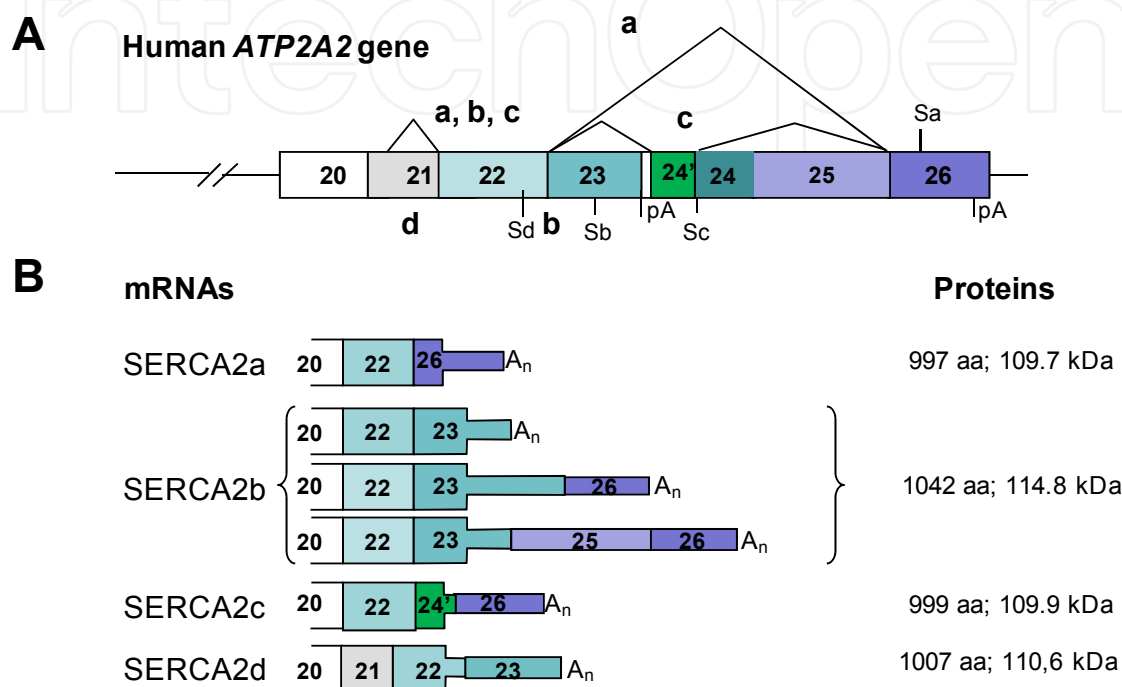 IntechOpen
A
Human ATP2A2 gene
a
a, b, c
c
Sa
20 21 22 23 24' 24 25 26
d
Sd b Sb pA Sc pA
B
mRNAs Proteins
SERCA2a 20 22 26 An 997 aa; 109.7 kDa
20 22 23 An
SERCA2b 20 22 23 26 An 1042 aa; 114.8 kDa
20 22 23 25 26 An
SERCA2c 20 22 24' 26 An 999 aa; 109.9 kDa
SERCA2d 20 21 22 23 An 1007 aa; 110,6 kDa